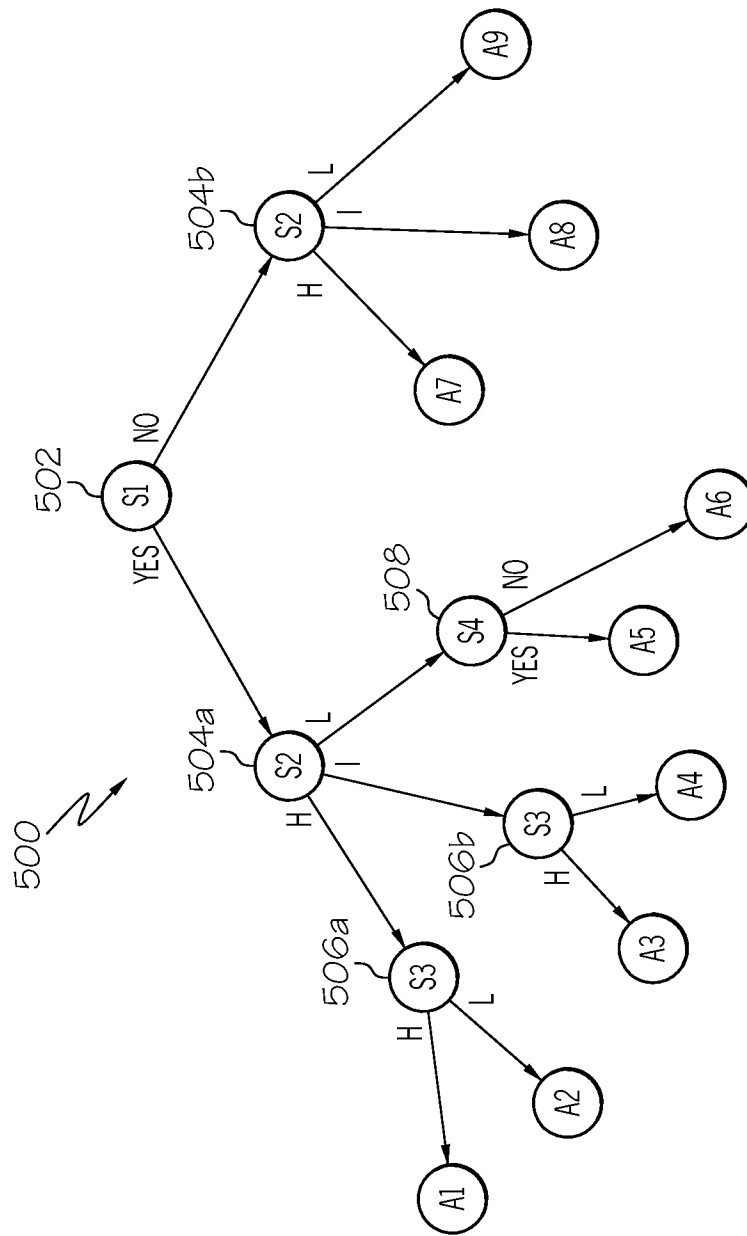 500
502
S1
YES
NO
504a
S2
H
I
L
504b
S2
H
I
L
506a
S3
H
L
506b
S3
H
L
508
S4
YES
NO
A1
A2
A3
A4
A5
A6
A7
A8
A9